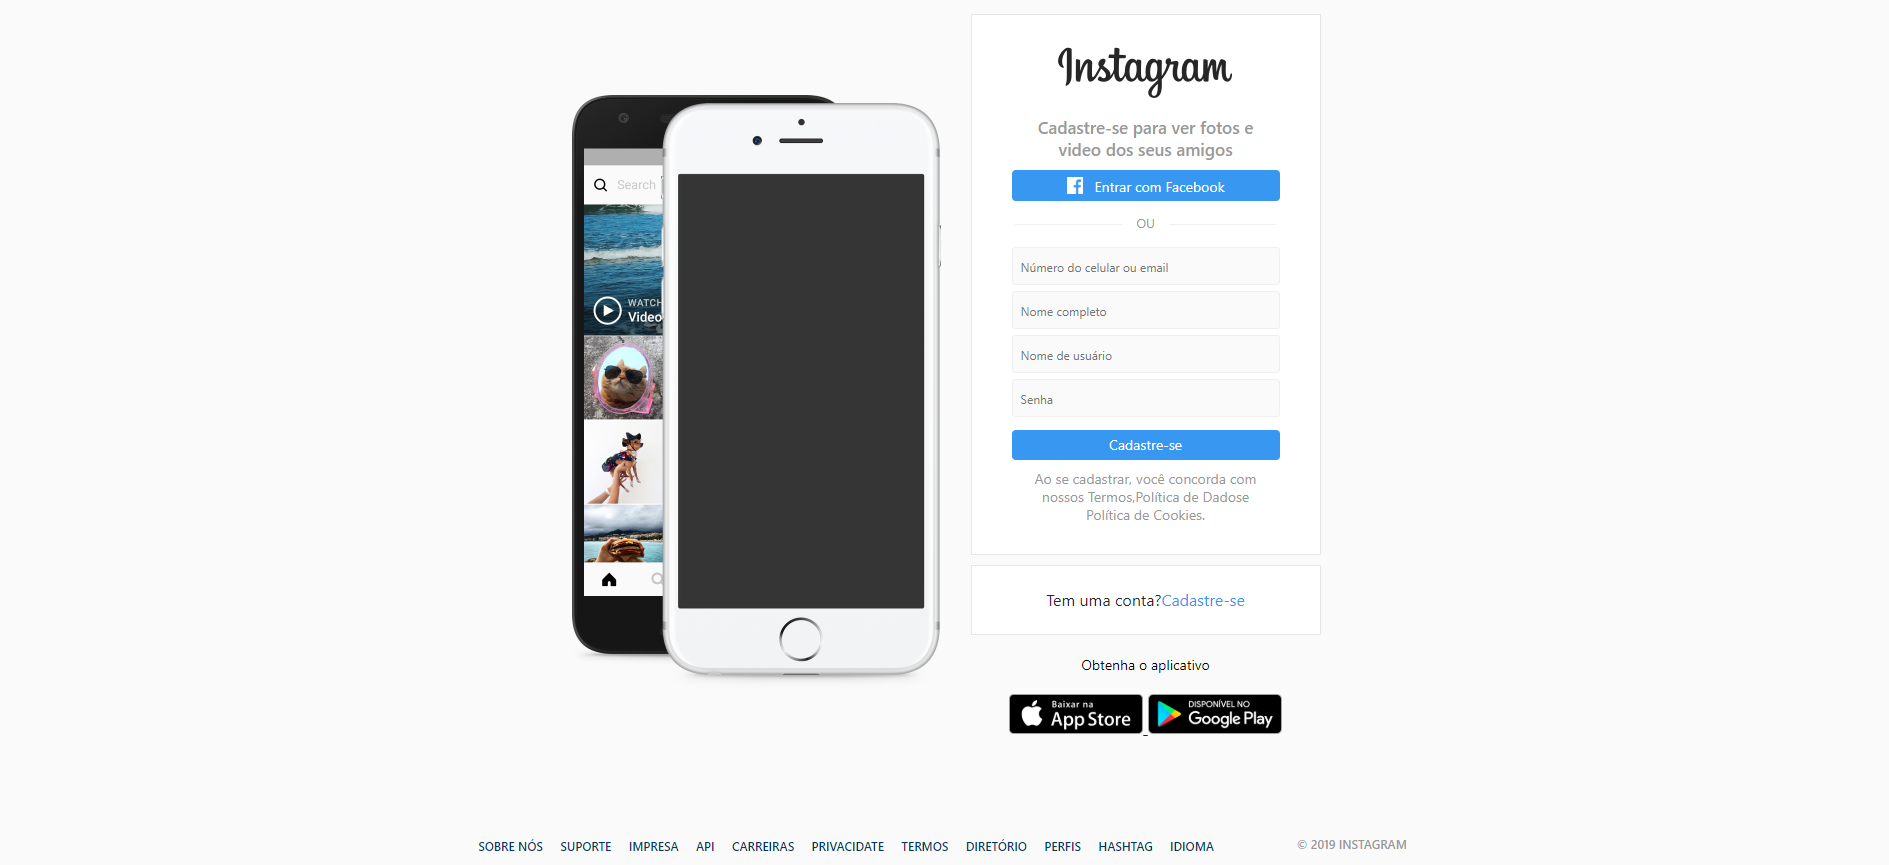 Search
WATCH
Video
Instagram
Cadastre-se para ver fotos e
video dos seus amigos
Entrar com Facebook
OU
Número do celular ou email
Nome completo
Nome de usuário
Senha
Cadastre-se
Ao se cadastrar, você concorda com
nossos Termos,Política de Dadose
Política de Cookies.
Tem uma conta?Cadastre-se
Obtenha o aplicativo
Baixar na
App Store
DISPONÍVEL NO
Google Play
SOBRE NÓS SUPORTE IMPRESA API CARREIRAS PRIVACIDATE TERMOS DIRETÓRIO PERFIS HASHTAG IDIOMA © 2019 INSTAGRAM